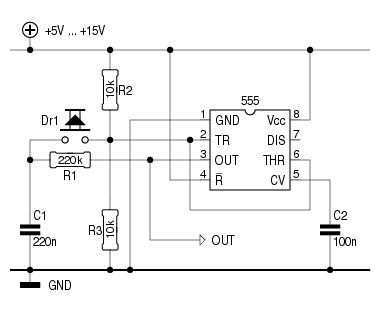 +5V ... +15V
10k
R2
Dr1
555
1 GND Vcc 8
2 TR DIS 7
3 OUT THR 6
4 R̅ CV 5
220k
R1
C1
220n
R3
10k
OUT
C2
100n
GND